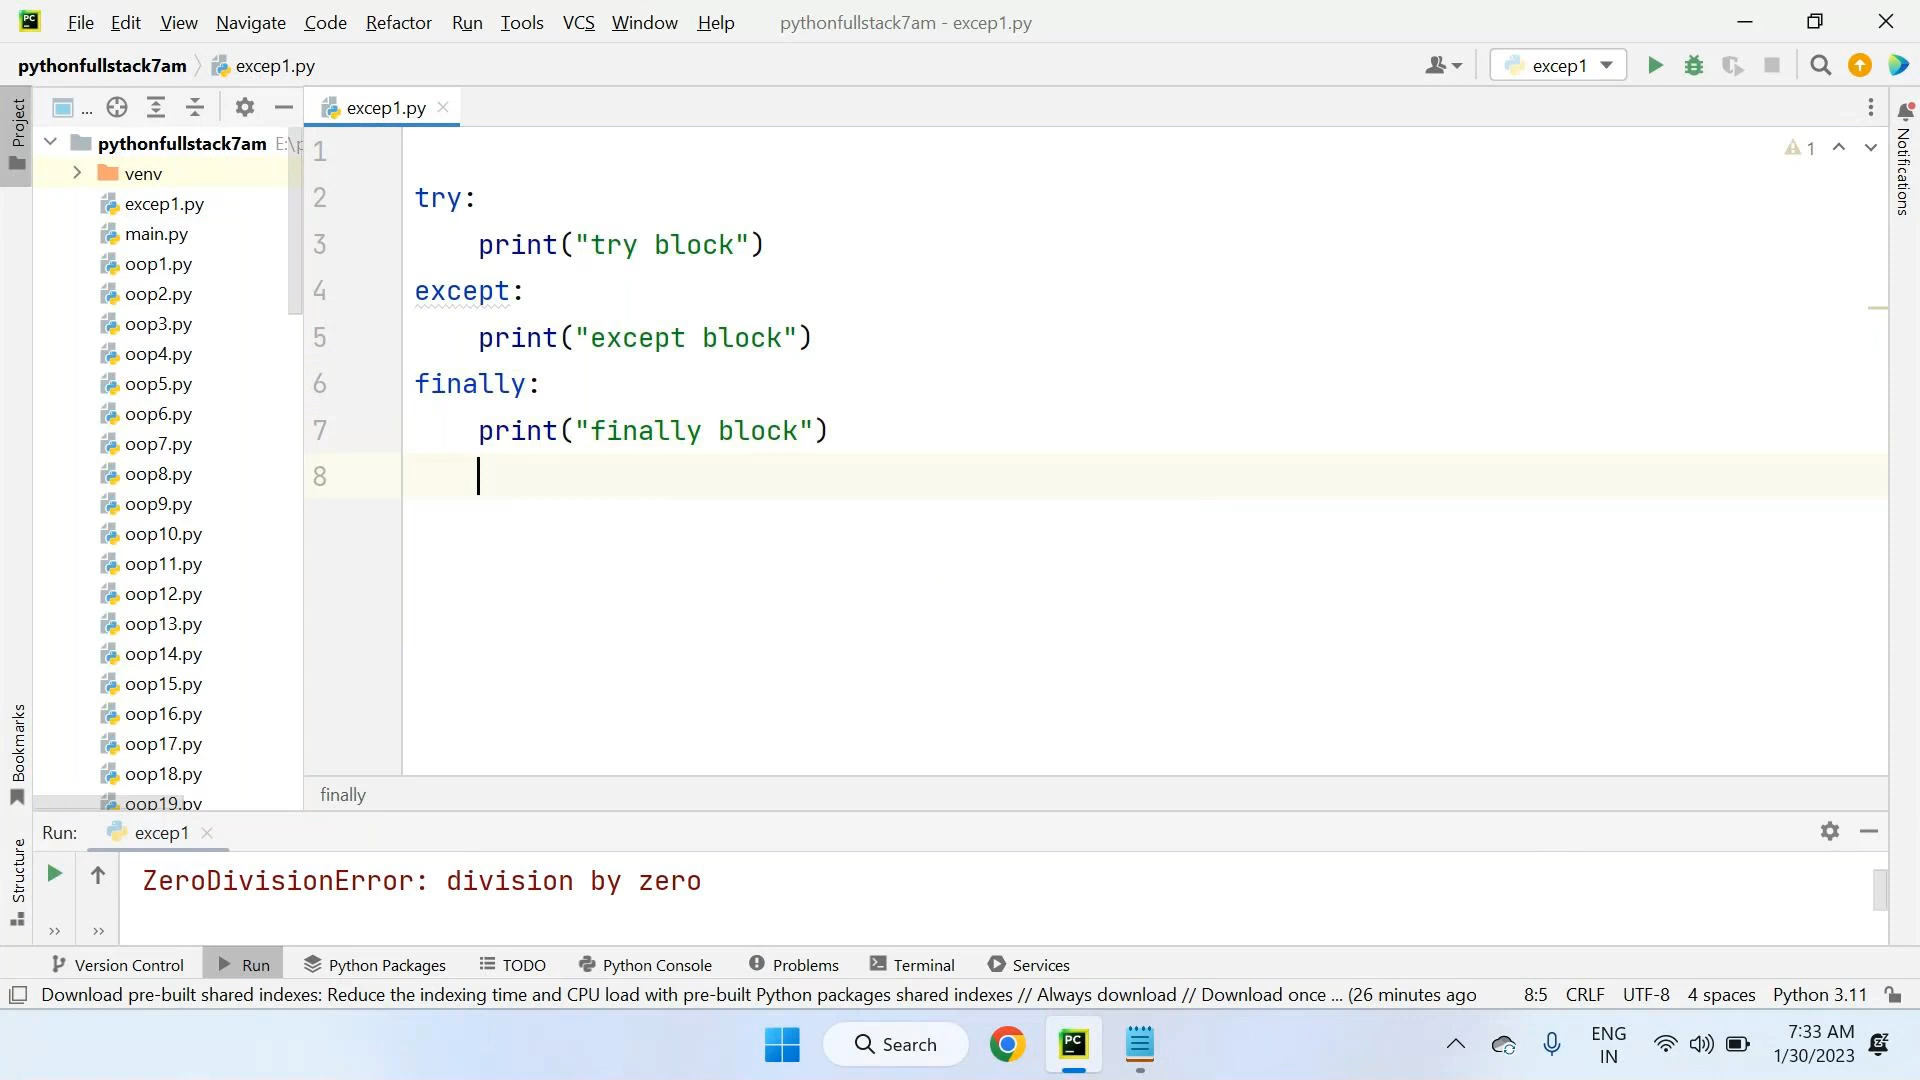 File Edit View Navigate Code Refactor Run Tools VCS Window Help pythonfullstack7am - excep1.py
pythonfullstack7am excep1.py excep1
Project
... excep1.py
pythonfullstack7am E:\p
venv
excep1.py
main.py
oop1.py
oop2.py
oop3.py
oop4.py
oop5.py
oop6.py
oop7.py
oop8.py
oop9.py
oop10.py
oop11.py
oop12.py
oop13.py
oop14.py
oop15.py
oop16.py
oop17.py
oop18.py
oop19.py
1
2 try:
3 print("try block")
4 except:
5 print("except block")
6 finally:
7 print("finally block")
8
1
Notifications
finally
Bookmarks
Structure
Run: excep1
ZeroDivisionError: division by zero
Version Control Run Python Packages TODO Python Console Problems Terminal Services
Download pre-built shared indexes: Reduce the indexing time and CPU load with pre-built Python packages shared indexes // Always download // Download once ... (26 minutes ago 8:5 CRLF UTF-8 4 spaces Python 3.11
Search
ENG
IN
7:33 AM
1/30/2023